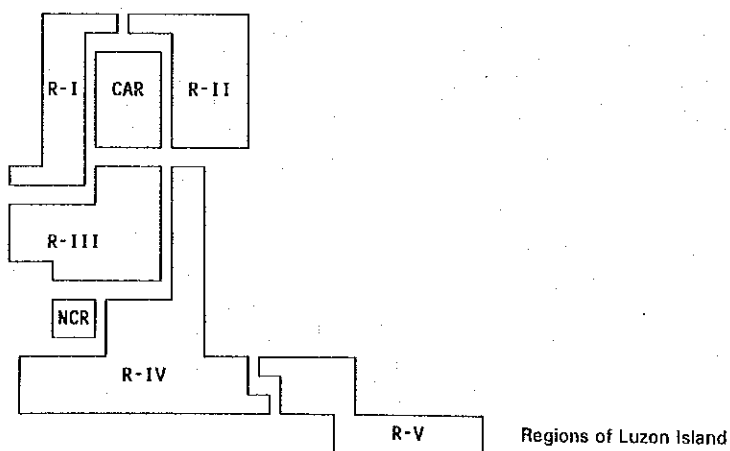 R-I CAR R-II
R-III
NCR
R-IV
R-V Regions of Luzon Island